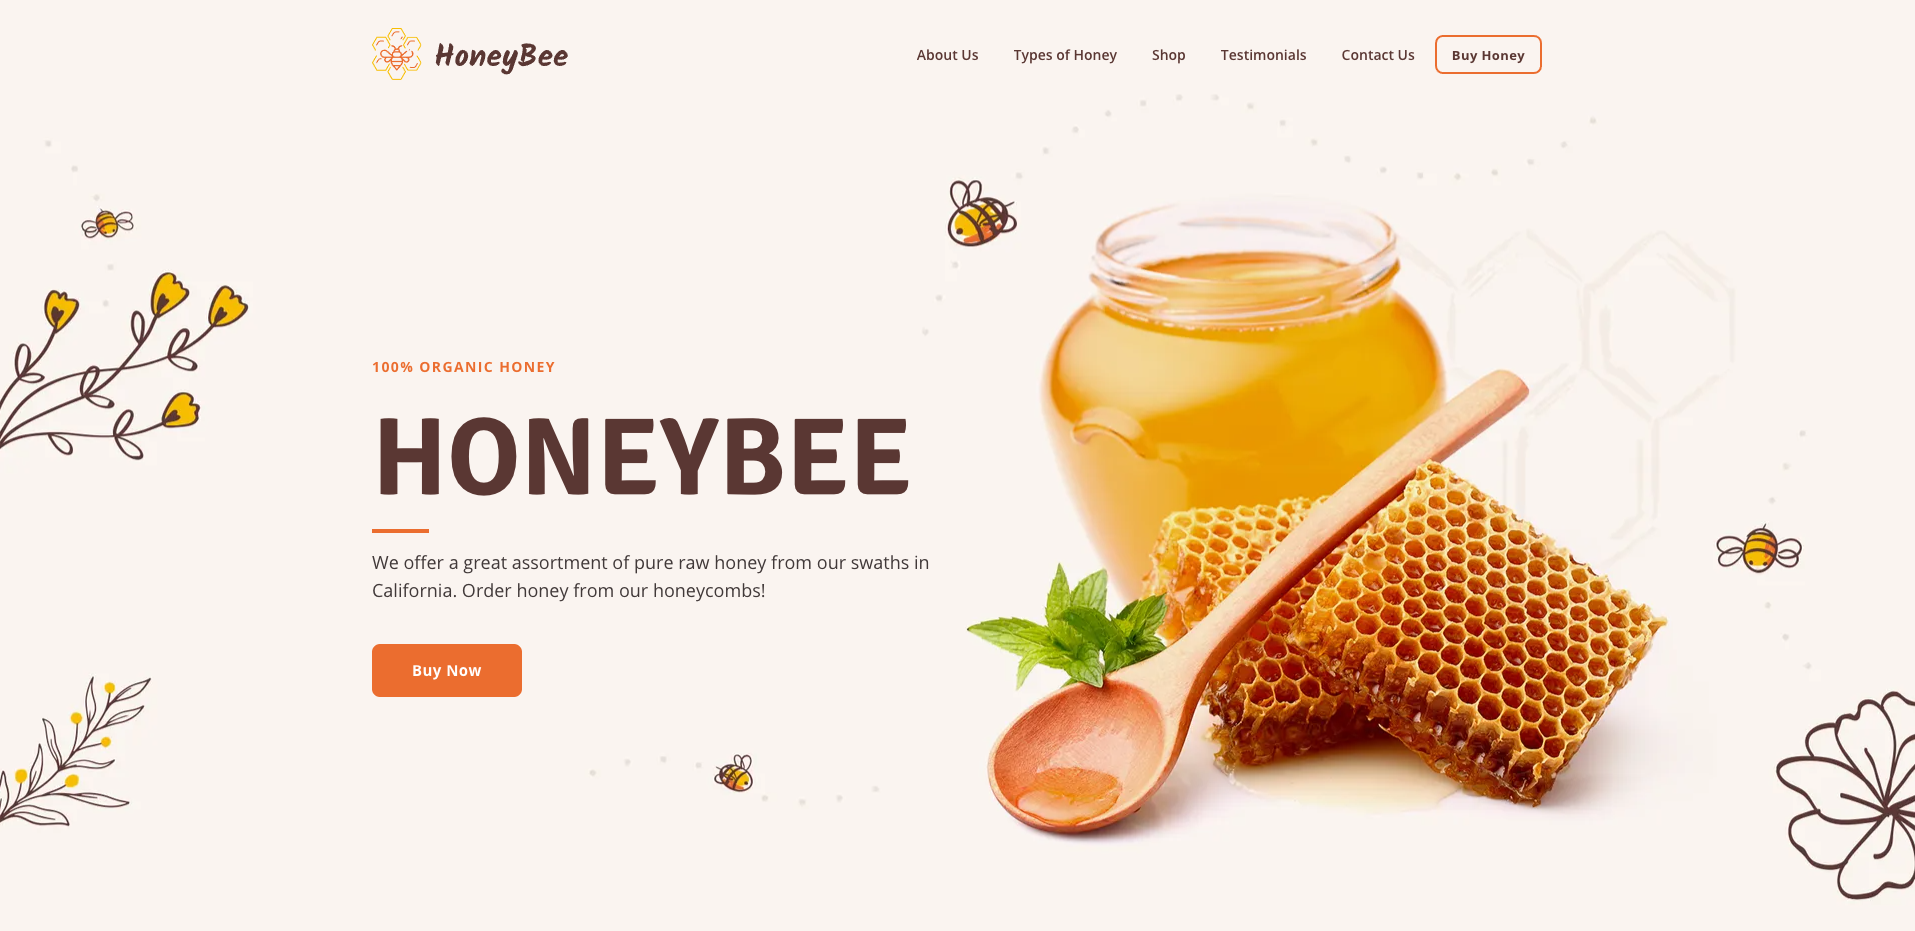 HoneyBee
About Us Types of Honey Shop Testimonials Contact Us Buy Honey
100% ORGANIC HONEY
HONEYBEE
We offer a great assortment of pure raw honey from our swaths in
California. Order honey from our honeycombs!
Buy Now